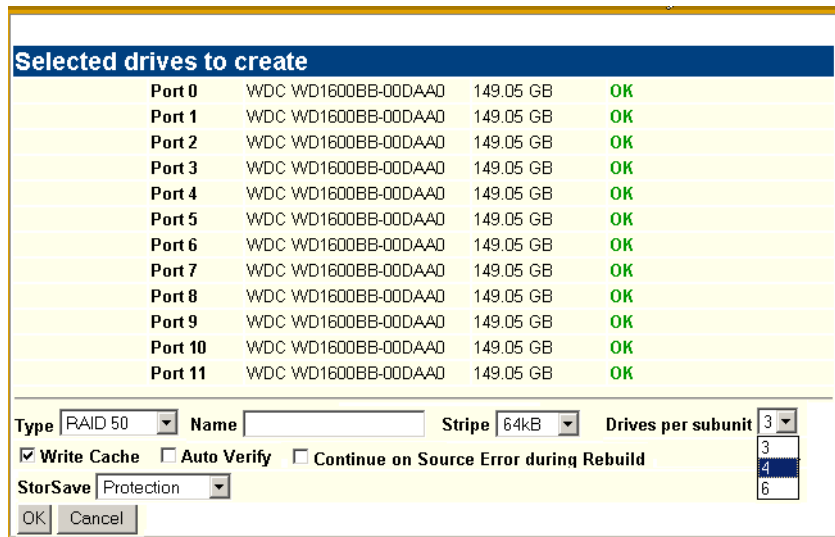 Selected drives to create
Port 0 WDC WD1600BB-00DAA0 149.05 GB OK
Port 1 WDC WD1600BB-00DAA0 149.05 GB OK
Port 2 WDC WD1600BB-00DAA0 149.05 GB OK
Port 3 WDC WD1600BB-00DAA0 149.05 GB OK
Port 4 WDC WD1600BB-00DAA0 149.05 GB OK
Port 5 WDC WD1600BB-00DAA0 149.05 GB OK
Port 6 WDC WD1600BB-00DAA0 149.05 GB OK
Port 7 WDC WD1600BB-00DAA0 149.05 GB OK
Port 8 WDC WD1600BB-00DAA0 149.05 GB OK
Port 9 WDC WD1600BB-00DAA0 149.05 GB OK
Port 10 WDC WD1600BB-00DAA0 149.05 GB OK
Port 11 WDC WD1600BB-00DAA0 149.05 GB OK
Type RAID 50 Name Stripe 64kB Drives per subunit 3
Write Cache Auto Verify Continue on Source Error during Rebuild 3
4
StorSave Protection 6
OK Cancel